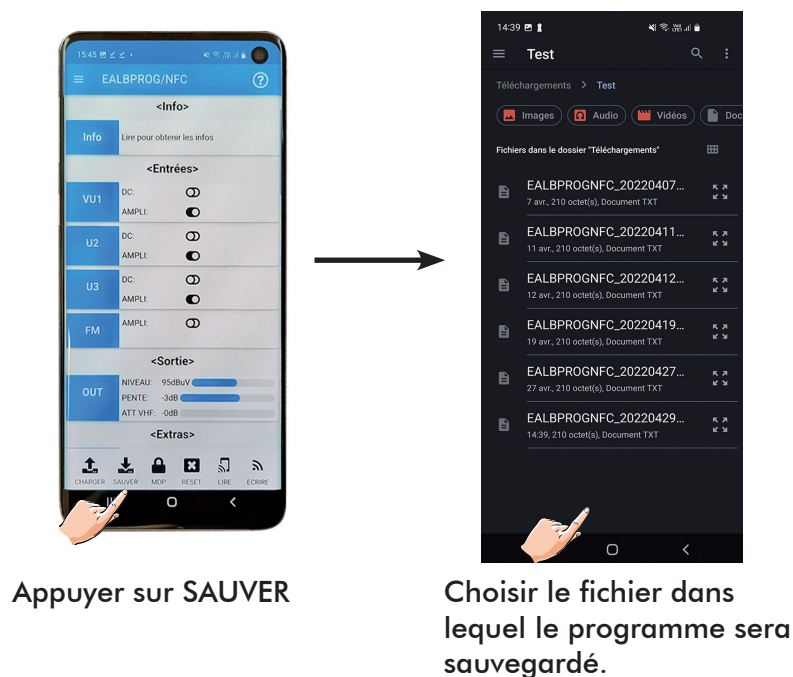 15:45
EALBPROG/NFC
?
<Info>
Info
Lire pour obtenir les infos
<Entrées>
VU1
DC:
AMPLI:
U2
DC:
AMPLI:
U3
DC:
AMPLI:
FM
AMPLI:
<Sortie>
OUT
NIVEAU: 95dBuV
PENTE: -3dB
ATT VHF: -0dB
<Extras>
CHARGER SAUVER MDP RESET LIRE ECRIRE
Appuyer sur SAUVER
14:39
Test
Téléchargements > Test
Images Audio Vidéos Doc
Fichiers dans le dossier "Téléchargements"
EALBPROGNFC_20220407...
7 avr., 210 octet(s), Document TXT
EALBPROGNFC_20220411...
11 avr., 210 octet(s), Document TXT
EALBPROGNFC_20220412...
12 avr., 210 octet(s), Document TXT
EALBPROGNFC_20220419...
19 avr., 210 octet(s), Document TXT
EALBPROGNFC_20220427...
27 avr., 210 octet(s), Document TXT
EALBPROGNFC_20220429...
14:39, 210 octet(s), Document TXT
Choisir le fichier dans
lequel le programme sera
sauvegardé.